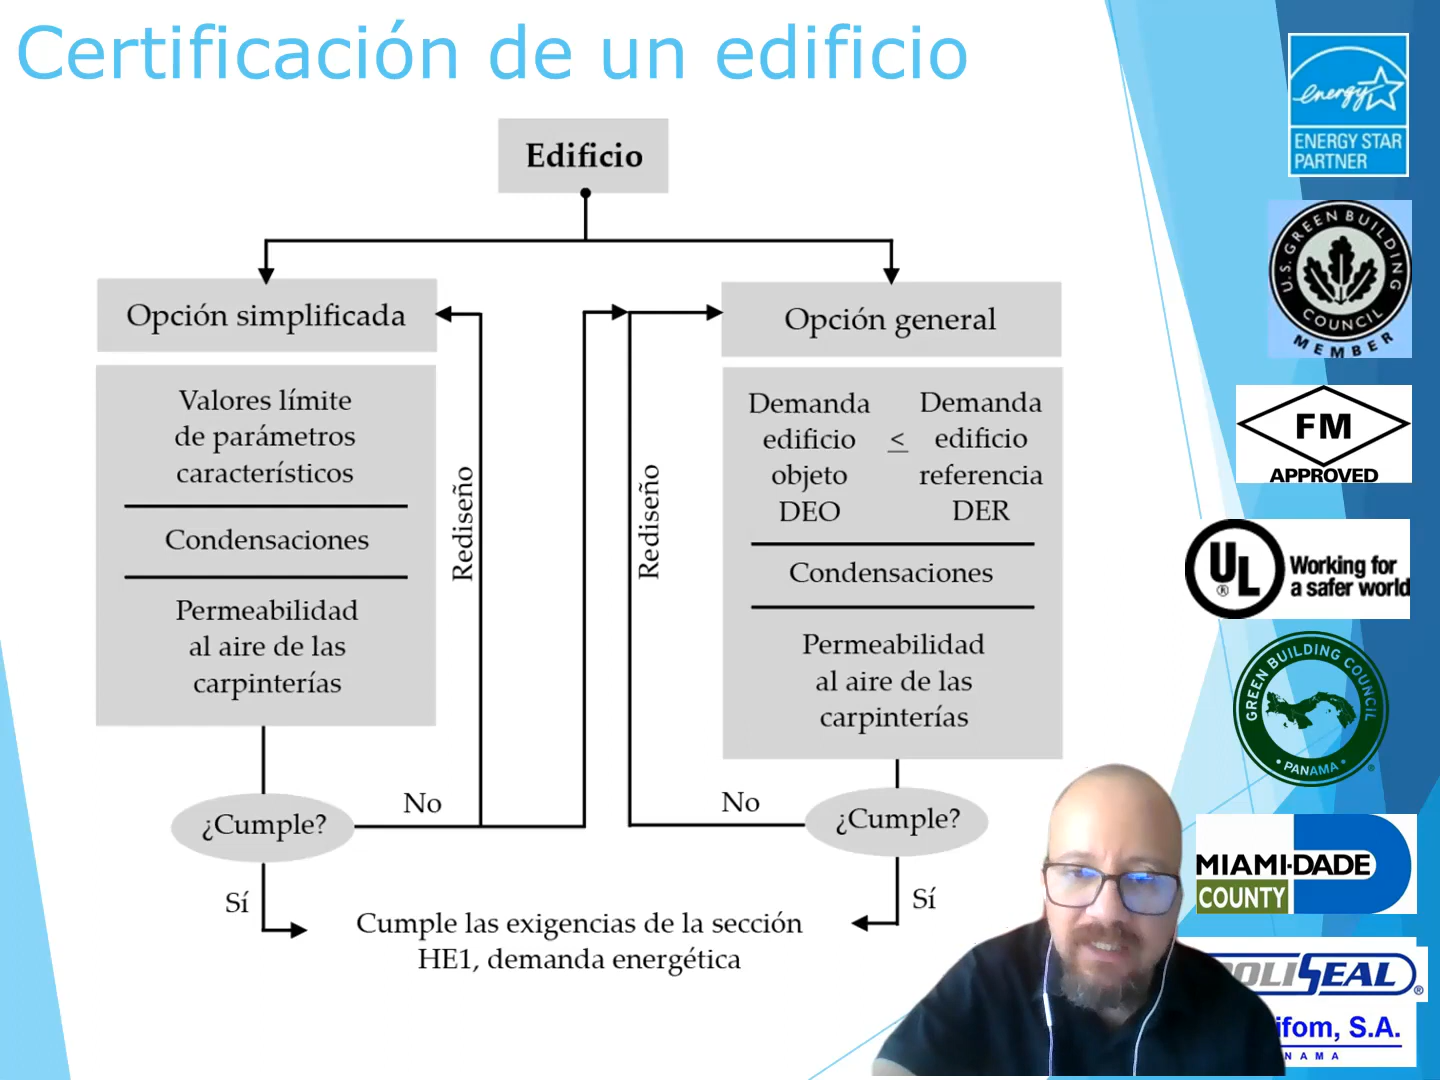 Certificación de un edificio
Edificio
Opción simplificada
Valores límite
de parámetros
característicos
Condensaciones
Permeabilidad
al aire de las
carpinterías
¿Cumple?
No
Sí
Rediseño
Rediseño
Opción general
Demanda
edificio
objeto
DEO
≤
Demanda
edificio
referencia
DER
Condensaciones
Permeabilidad
al aire de las
carpinterías
¿Cumple?
No
Sí
Cumple las exigencias de la sección
HE1, demanda energética
energy
ENERGY STAR
PARTNER
U.S. GREEN BUILDING COUNCIL
MEMBER
FM
APPROVED
UL
®
Working for
a safer world
GREEN BUILDING COUNCIL
• PANAMA •
MIAMI-DADE
COUNTY
OLISEAL ®
ifom, S.A.
NAMA